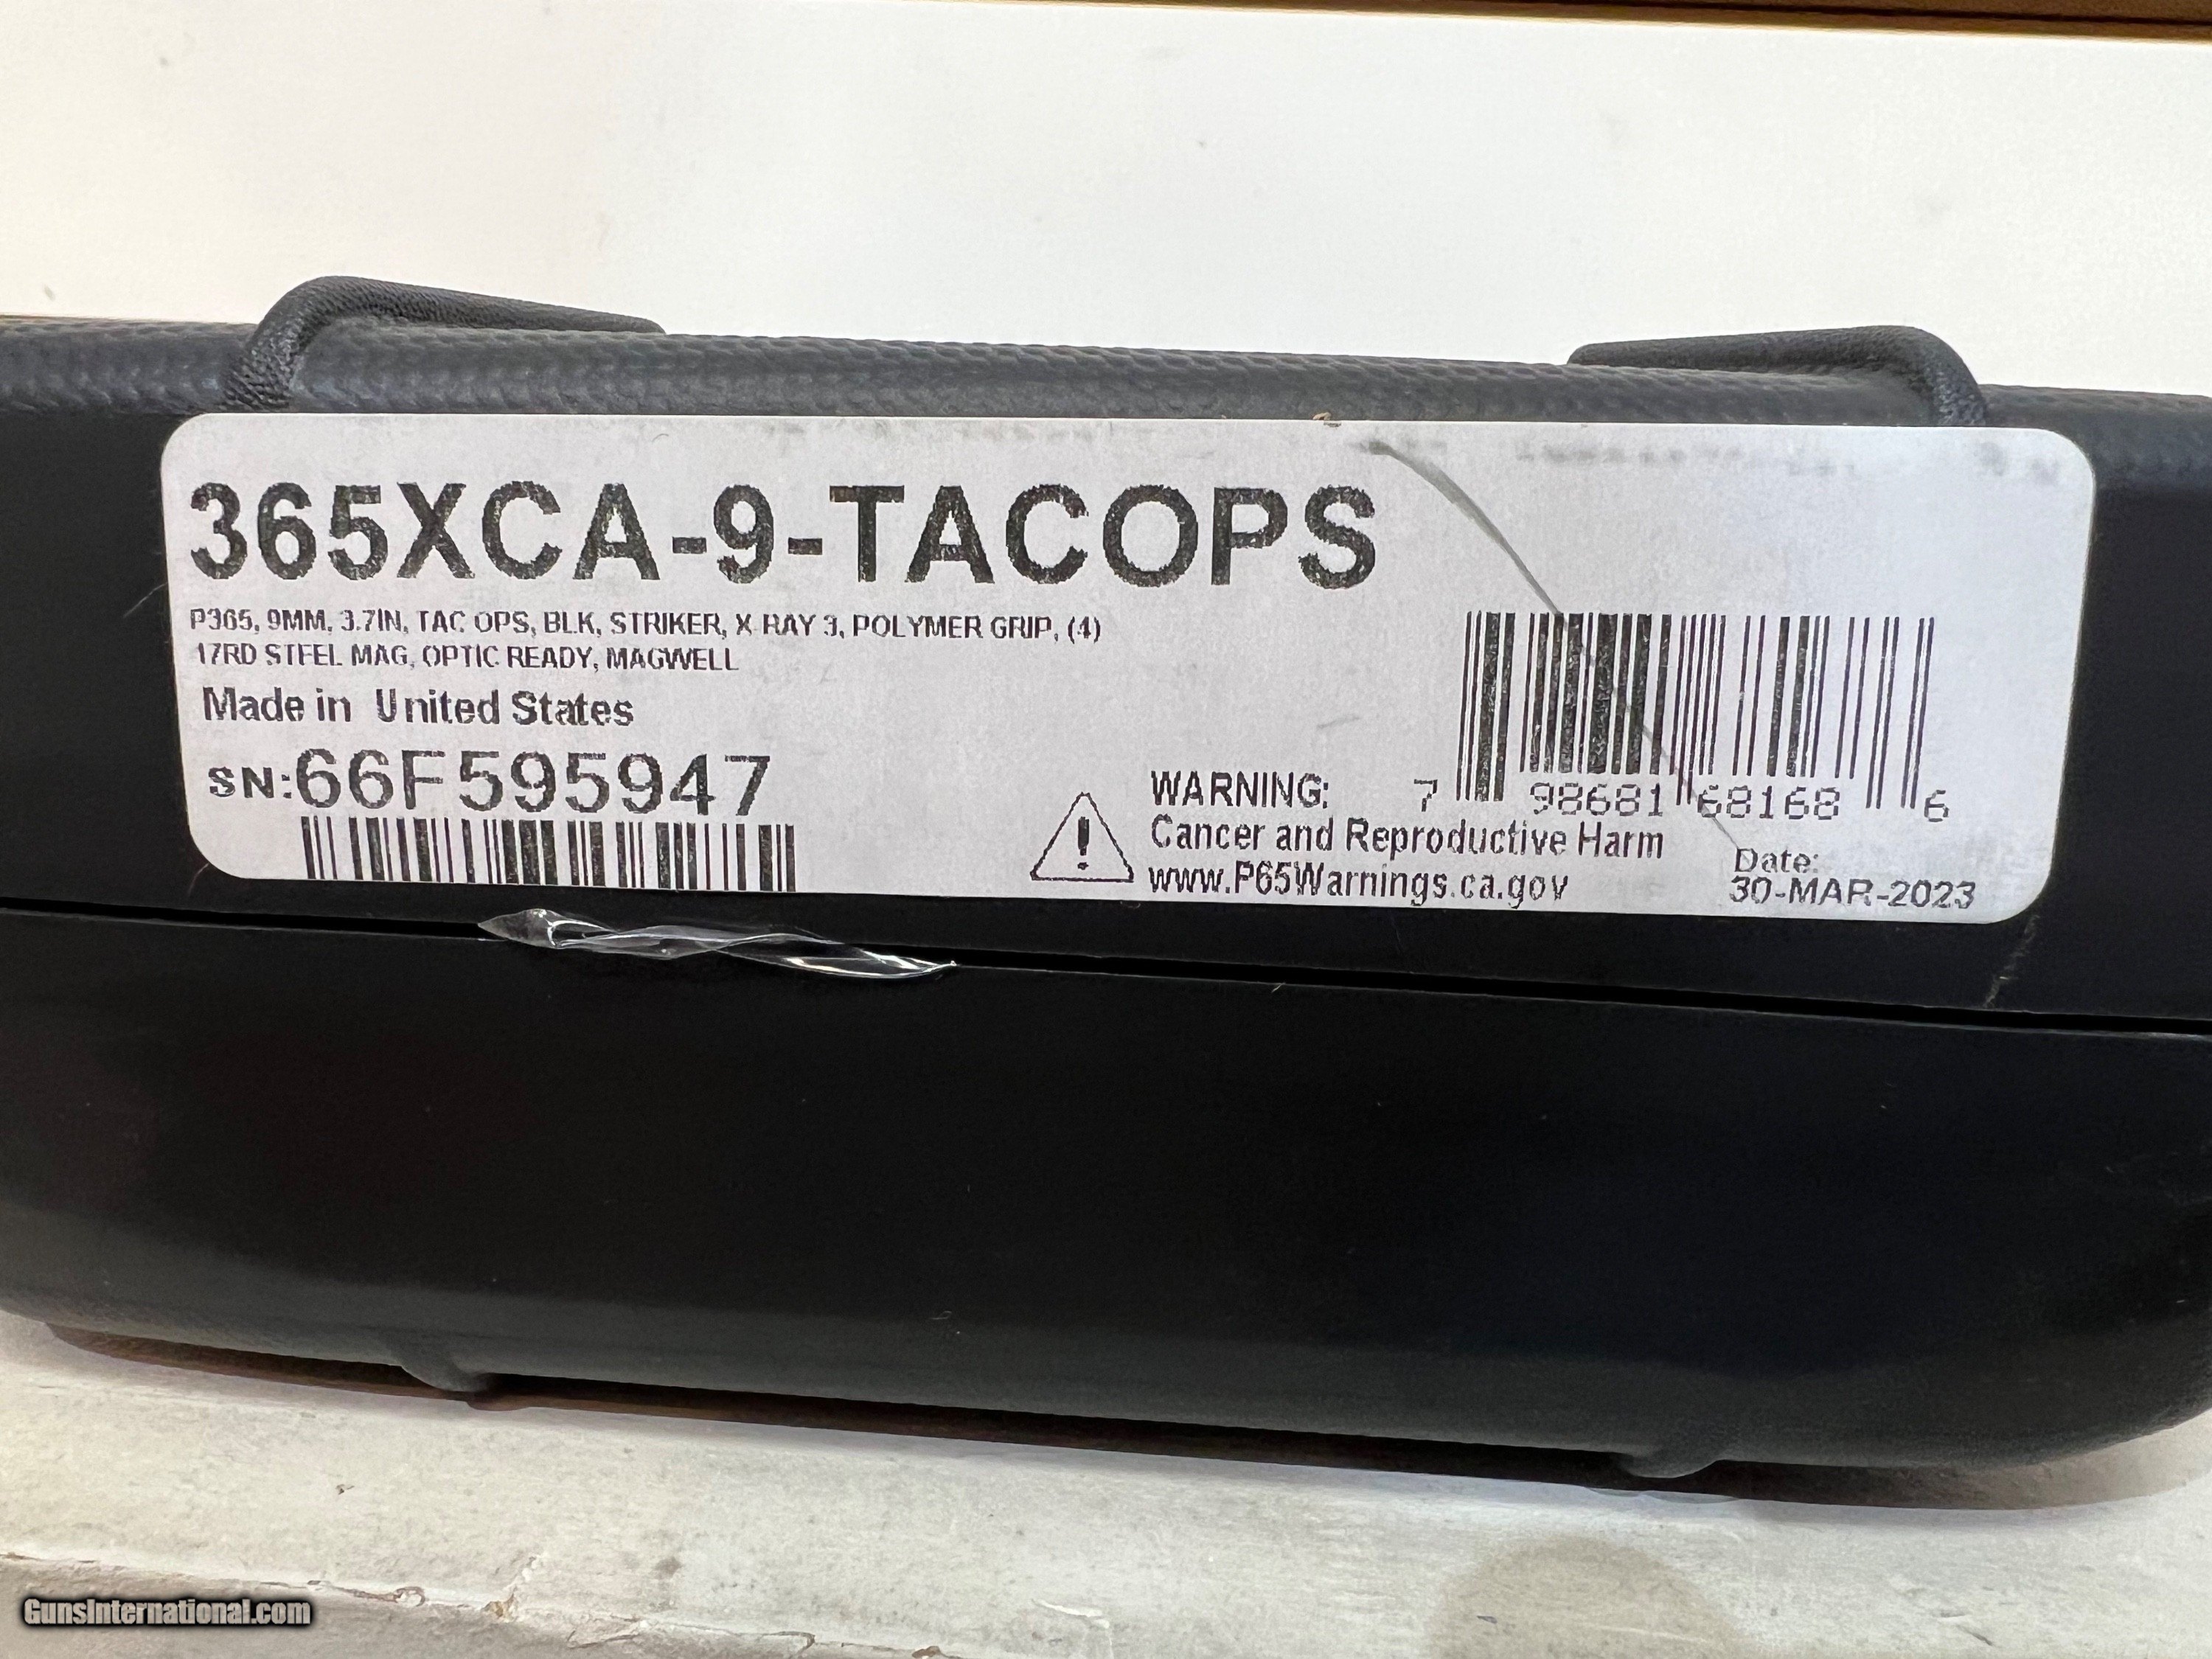 365XCA-9-TACOPS
P365, 9MM, 3.7IN, TAC OPS, BLK, STRIKER, X RAY 3, POLYMER GRIP, (4)
17RD STEEL MAG, OPTIC READY, MAGWELL
Made in United States
SN:66F595947
7 98681 68168 6
WARNING:
Cancer and Reproductive Harm
www.P65Warnings.ca.gov
Date:
30-MAR-2023
GunsInternational.com